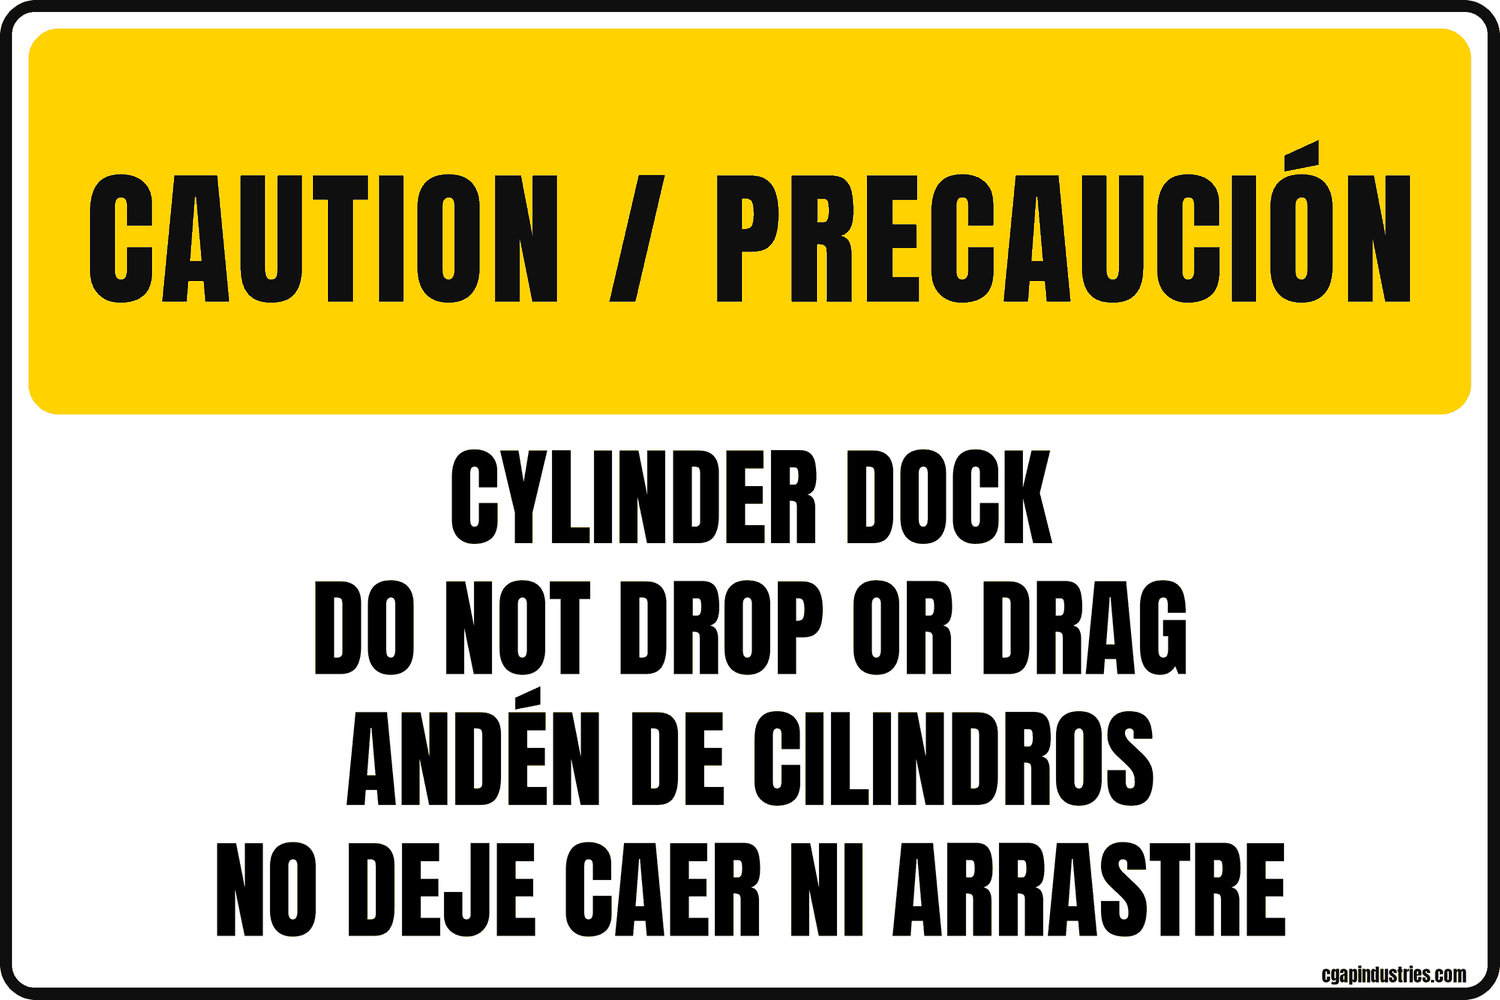 CAUTION / PRECAUCIÓN
CYLINDER DOCK
DO NOT DROP OR DRAG
ANDÉN DE CILINDROS
NO DEJE CAER NI ARRASTRE
cgapindustries.com